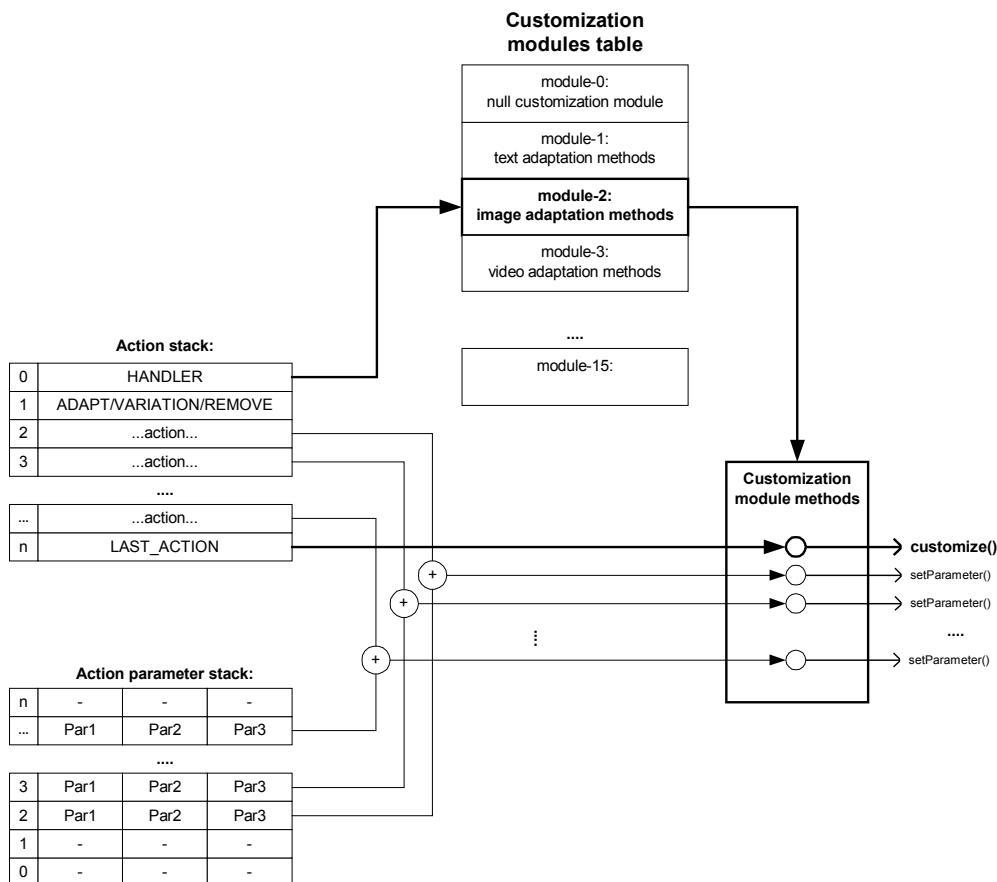 Customization
modules table
module-0:
null customization module
module-1:
text adaptation methods
module-2:
image adaptation methods
module-3:
video adaptation methods
....
module-15:
Action stack:
0 HANDLER
1 ADAPT/VARIATION/REMOVE
2 ...action...
3 ...action...
....
... ...action...
n LAST_ACTION
Customization
module methods
customize()
+ setParameter()
+ setParameter()
.... ....
+ setParameter()
Action parameter stack:
n - - -
... Par1 Par2 Par3
....
3 Par1 Par2 Par3
2 Par1 Par2 Par3
1 - - -
0 - - -